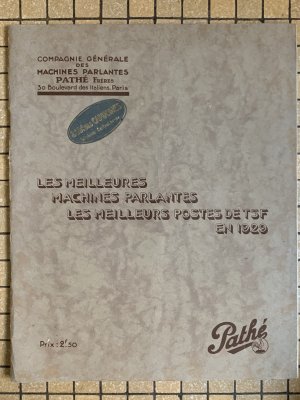 COMPAGNIE GÉNÉRALE
DES
MACHINES PARLANTES
PATHÉ FRÈRES
30 Boulevard des Italiens, Paris
LES MEILLEURES
MACHINES PARLANTES
LES MEILLEURS POSTES DE TSF
EN 1929
Pathé
Prix : 2f50